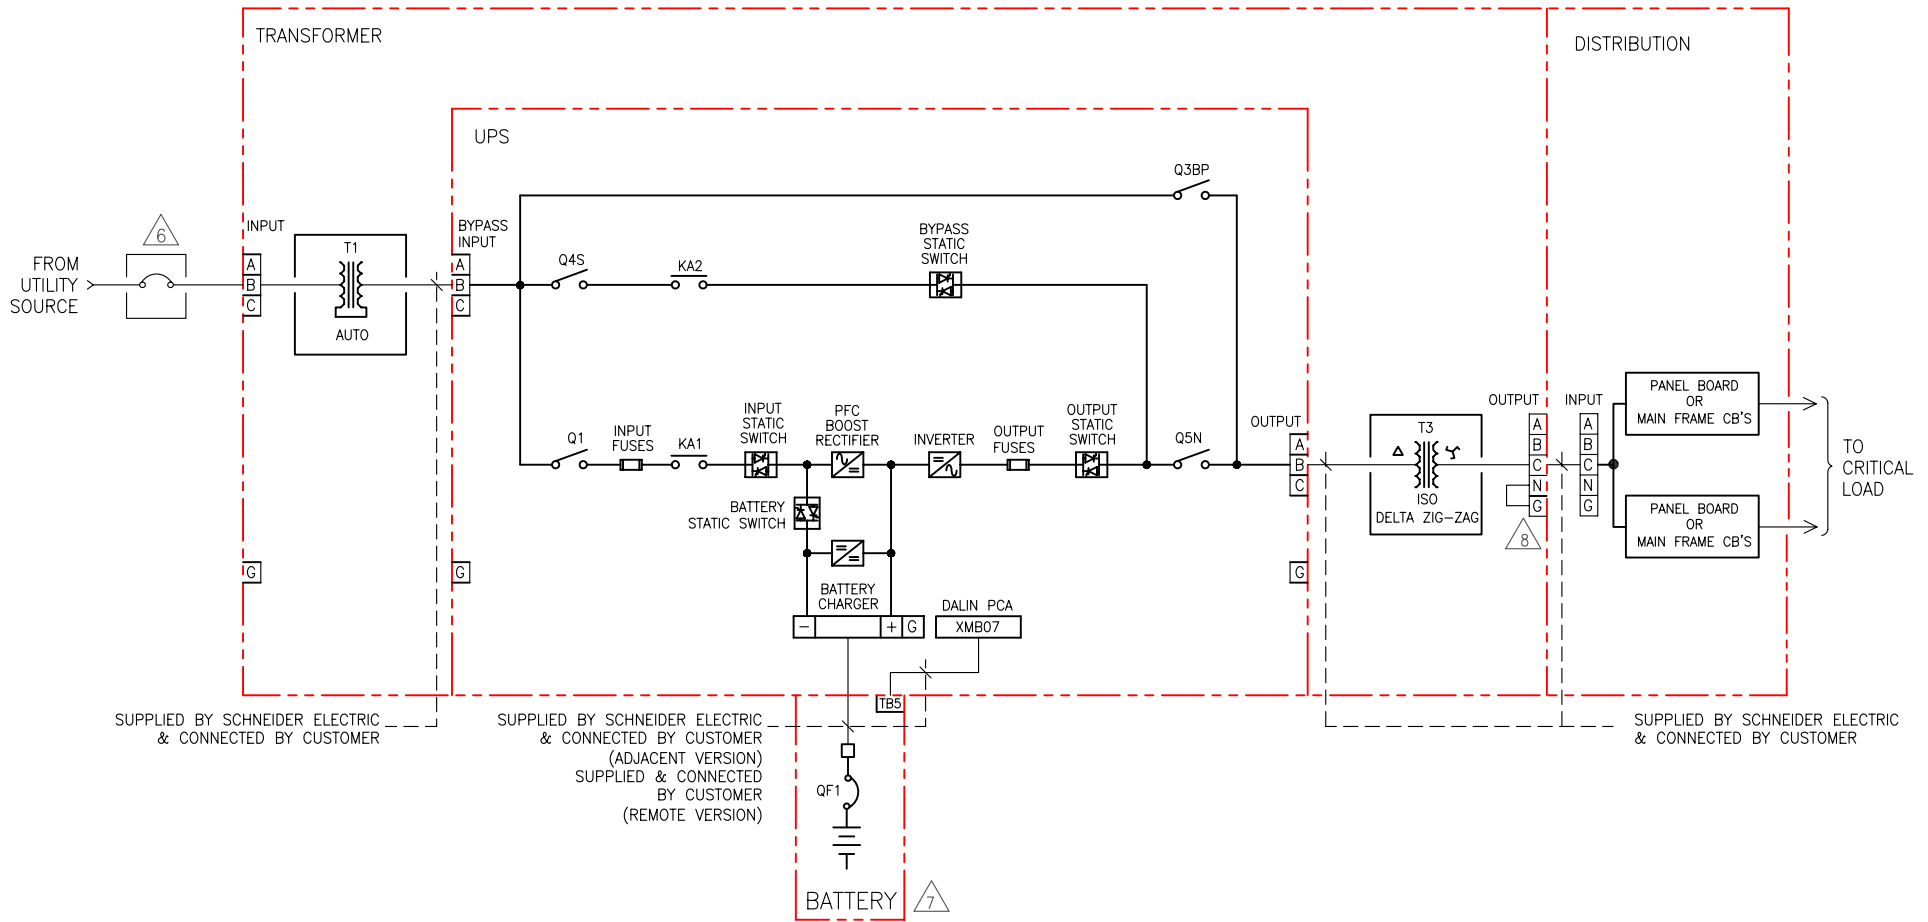 TRANSFORMER
DISTRIBUTION
UPS
Q3BP
6
INPUT
BYPASS
INPUT
T1
AUTO
A
B
C
A
B
C
FROM
UTILITY
SOURCE
Q4S
KA2
BYPASS
STATIC
SWITCH
Q1
INPUT
FUSES
KA1
INPUT
STATIC
SWITCH
PFC
BOOST
RECTIFIER
INVERTER
OUTPUT
FUSES
OUTPUT
STATIC
SWITCH
Q5N
OUTPUT
A
B
C
T3
ISO
DELTA ZIG-ZAG
OUTPUT
A
B
C
N
G
8
INPUT
A
B
C
N
G
PANEL BOARD
OR
MAIN FRAME CB'S
PANEL BOARD
OR
MAIN FRAME CB'S
TO
CRITICAL
LOAD
BATTERY
STATIC SWITCH
G
G
G
BATTERY
CHARGER
− + G
DALIN PCA
XMB07
TB5
SUPPLIED BY SCHNEIDER ELECTRIC
& CONNECTED BY CUSTOMER
SUPPLIED BY SCHNEIDER ELECTRIC
& CONNECTED BY CUSTOMER
(ADJACENT VERSION)
SUPPLIED & CONNECTED
BY CUSTOMER
(REMOTE VERSION)
SUPPLIED BY SCHNEIDER ELECTRIC
& CONNECTED BY CUSTOMER
QF1
BATTERY
7